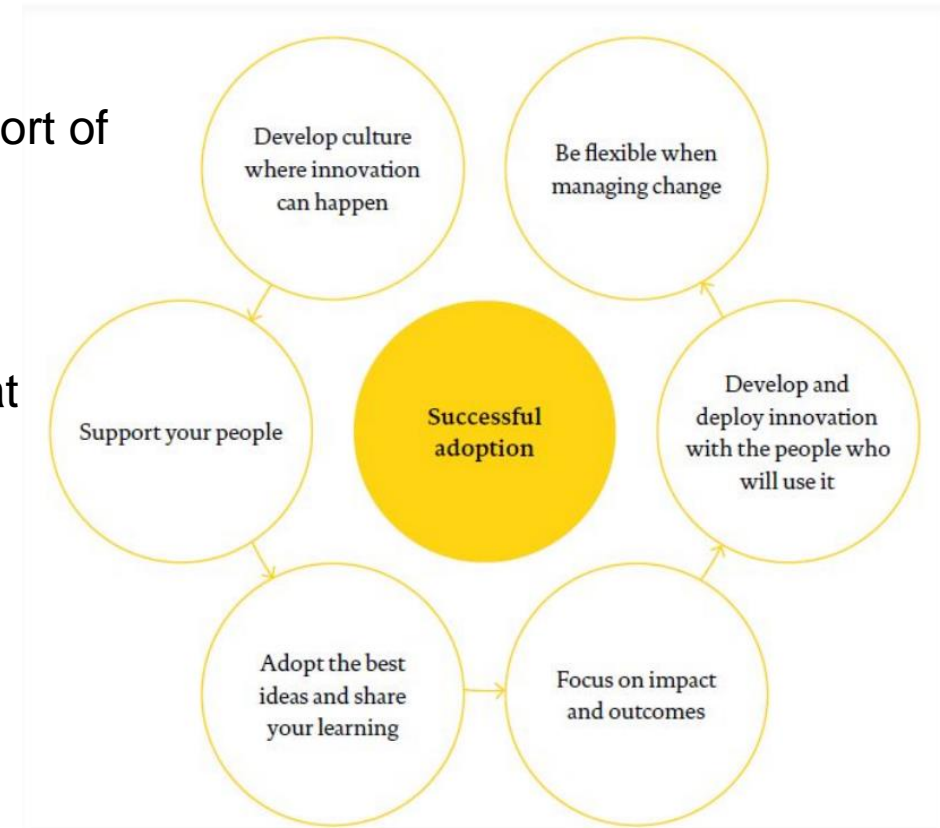 ort of
at
Develop culture
where innovation
can happen
Be flexible when
managing change
Support your people
Successful
adoption
Develop and
deploy innovation
with the people who
will use it
Adopt the best
ideas and share
your learning
Focus on impact
and outcomes